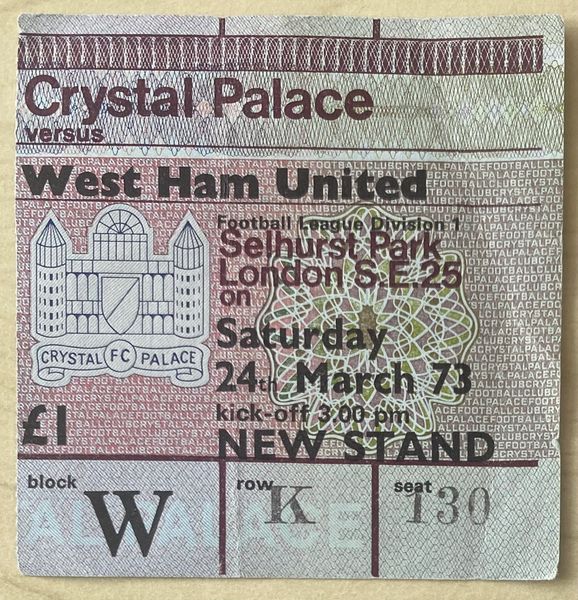 Crystal Palace
versus
West Ham United
Football League Division 1
Selhurst Park
London S.E.25
on
Saturday
24th March 73
kick-off 3.00 pm
NEW STAND
CRYSTAL FC PALACE
£1
block W
row K
seat 130